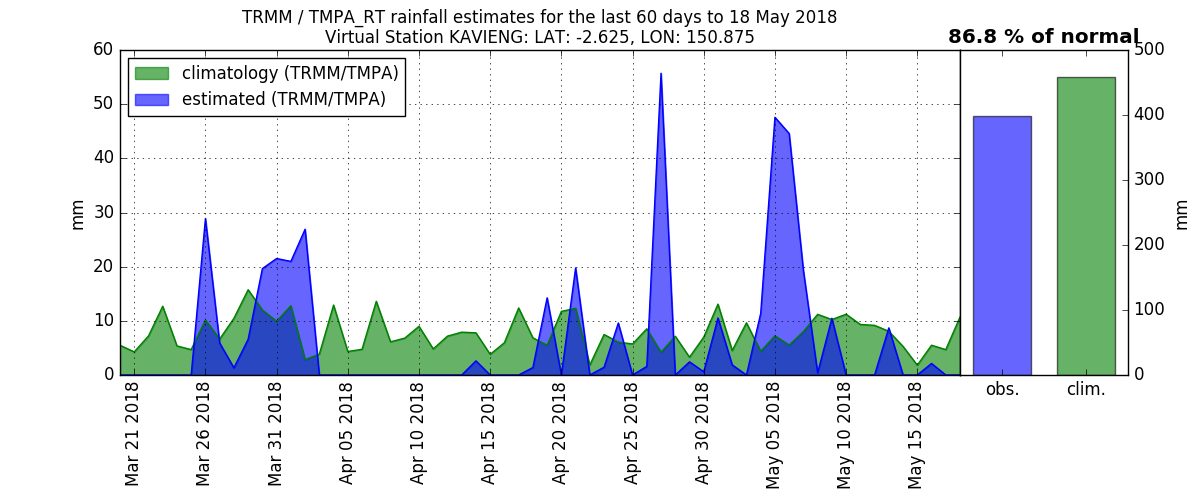 TRMM / TMPA_RT rainfall estimates for the last 60 days to 18 May 2018
Virtual Station KAVIENG: LAT: -2.625, LON: 150.875
86.8 % of normal
climatology (TRMM/TMPA)
estimated (TRMM/TMPA)
60
50
40
30
20
10
0
mm
Mar 21 2018
Mar 26 2018
Mar 31 2018
Apr 05 2018
Apr 10 2018
Apr 15 2018
Apr 20 2018
Apr 25 2018
Apr 30 2018
May 05 2018
May 10 2018
May 15 2018
500
400
300
200
100
0
mm
obs.
clim.